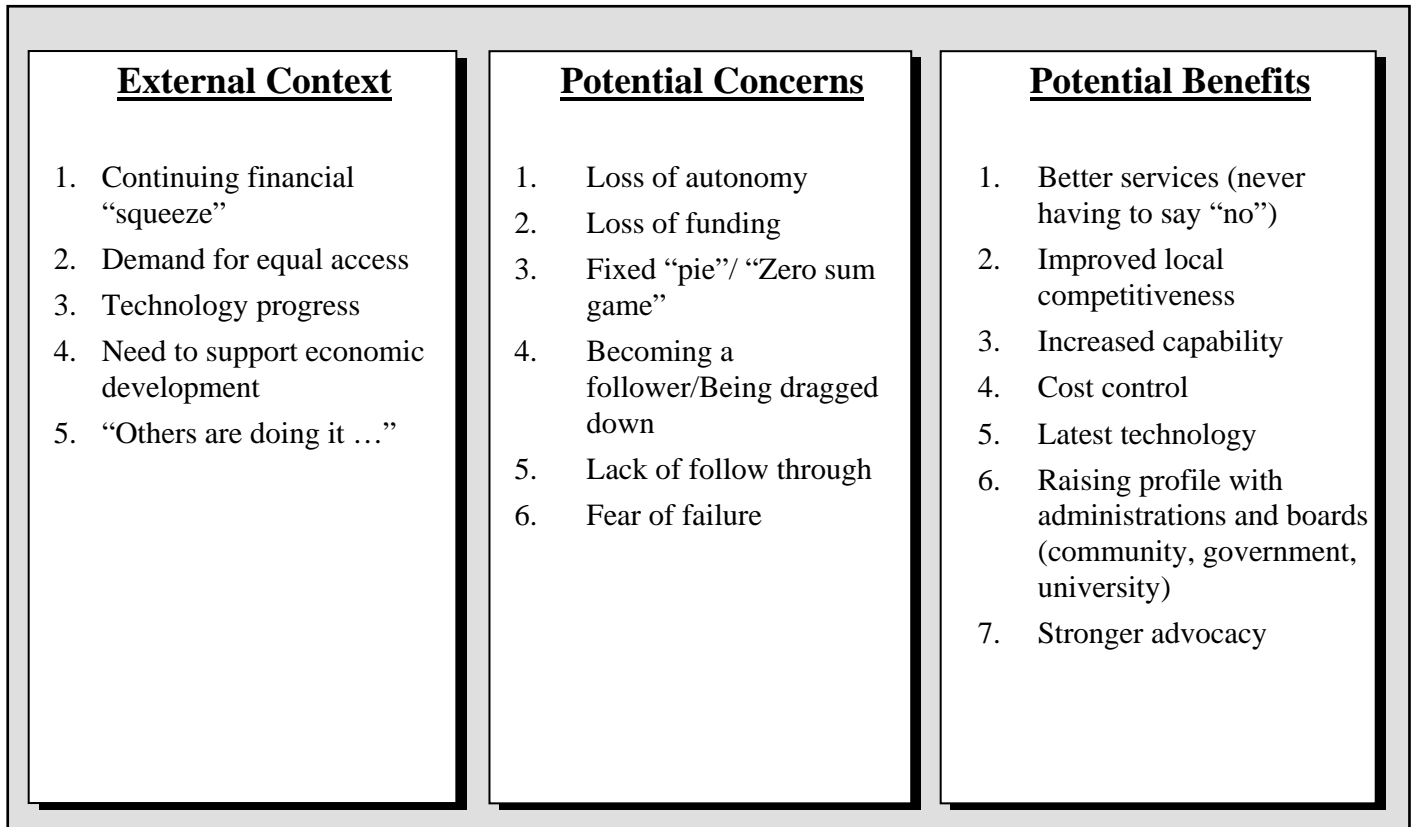 External Context
1. Continuing financial
“squeeze”
2. Demand for equal access
3. Technology progress
4. Need to support economic
development
5. “Others are doing it …”
Potential Concerns
1. Loss of autonomy
2. Loss of funding
3. Fixed “pie”/ “Zero sum
game”
4. Becoming a
follower/Being dragged
down
5. Lack of follow through
6. Fear of failure
Potential Benefits
1. Better services (never
having to say “no”)
2. Improved local
competitiveness
3. Increased capability
4. Cost control
5. Latest technology
6. Raising profile with
administrations and boards
(community, government,
university)
7. Stronger advocacy